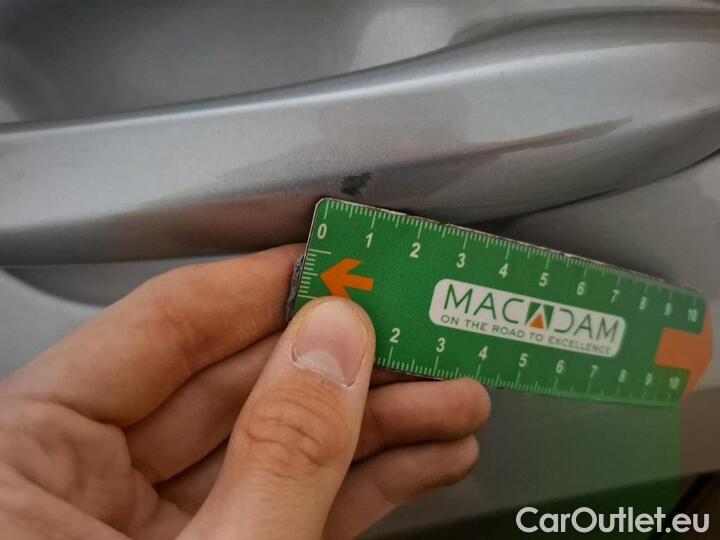 0 1 2 3 4 5 6 7 8 9 10
MACADAM
ON THE ROAD TO EXCELLENCE
2 3 4 5 6 7 8 9 10
CarOutlet.eu